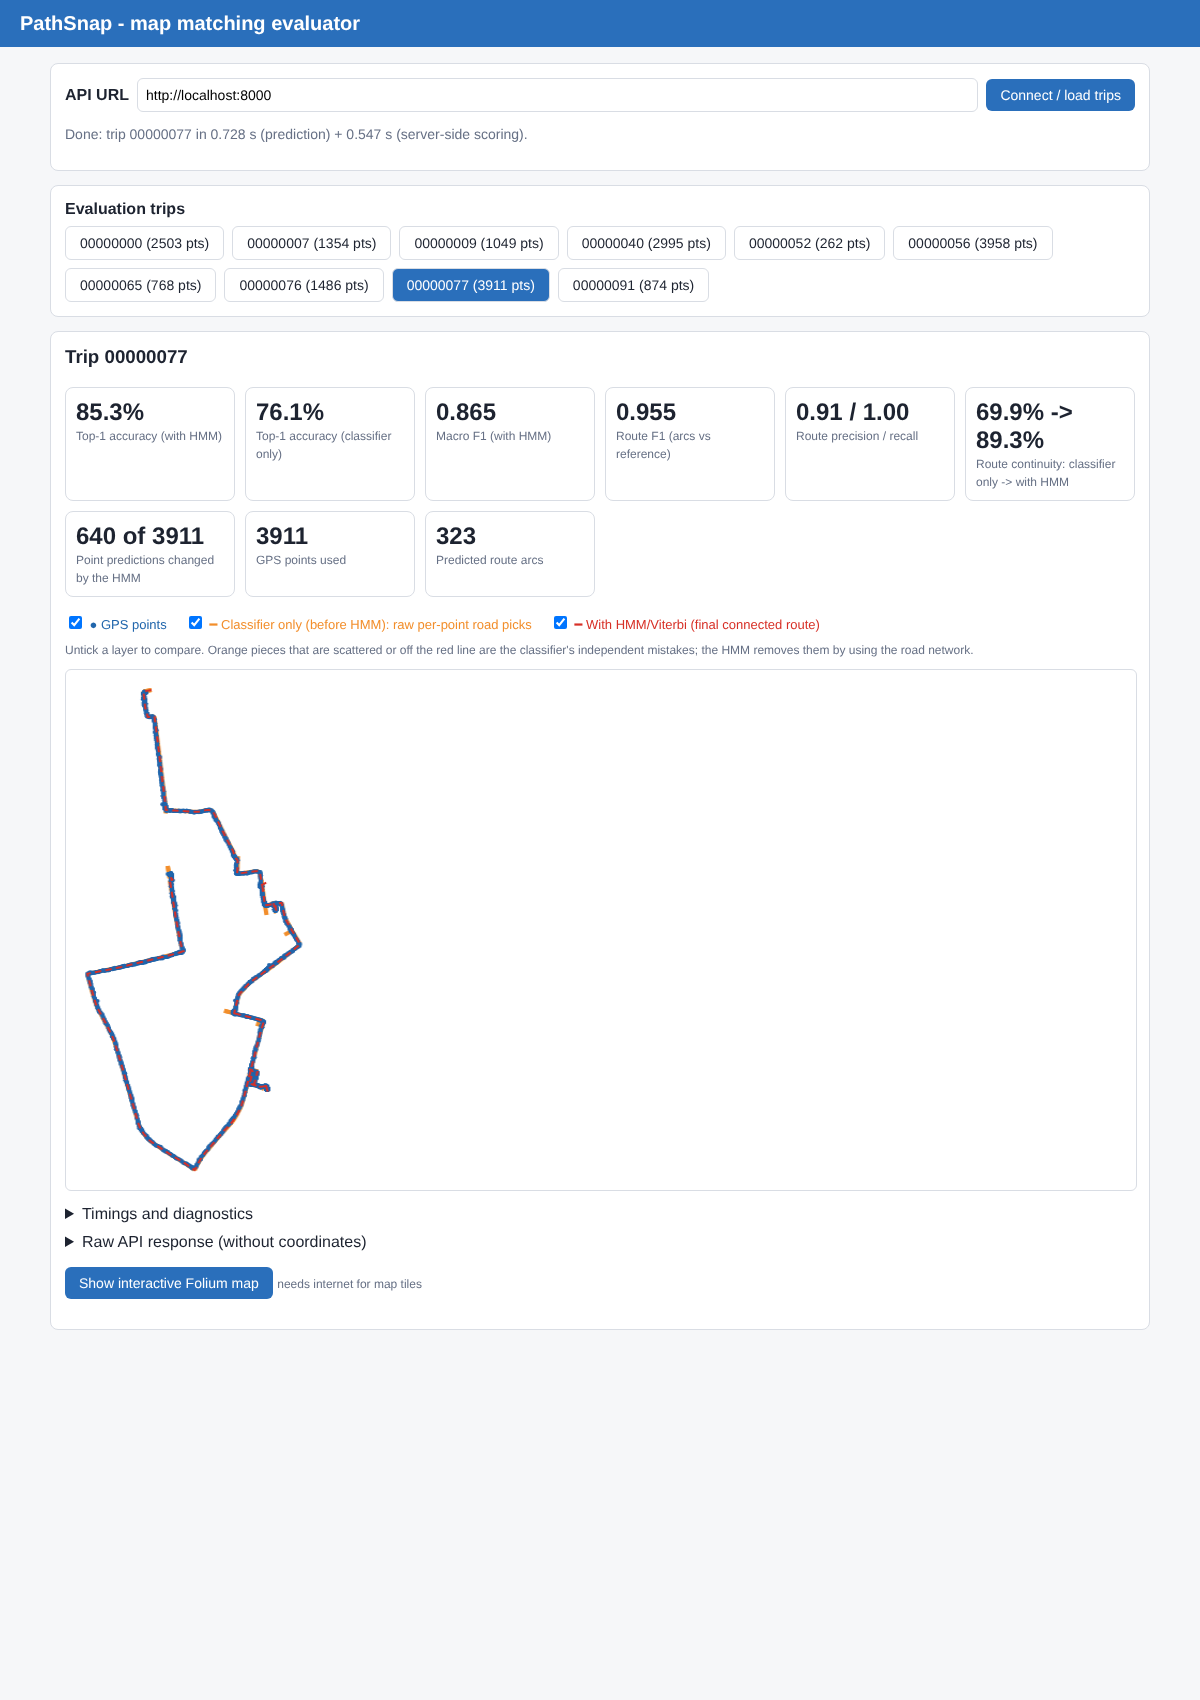 PathSnap - map matching evaluator
API URL http://localhost:8000 Connect / load trips
Done: trip 00000077 in 0.728 s (prediction) + 0.547 s (server-side scoring).
Evaluation trips
00000000 (2503 pts) 00000007 (1354 pts) 00000009 (1049 pts) 00000040 (2995 pts) 00000052 (262 pts) 00000056 (3958 pts)
00000065 (768 pts) 00000076 (1486 pts) 00000077 (3911 pts) 00000091 (874 pts)
Trip 00000077
85.3%
Top-1 accuracy (with HMM)
76.1%
Top-1 accuracy (classifier
only)
0.865
Macro F1 (with HMM)
0.955
Route F1 (arcs vs
reference)
0.91 / 1.00
Route precision / recall
69.9% ->
89.3%
Route continuity: classifier
only -> with HMM
640 of 3911
Point predictions changed
by the HMM
3911
GPS points used
323
Predicted route arcs
● GPS points ━ Classifier only (before HMM): raw per-point road picks ━ With HMM/Viterbi (final connected route)
Untick a layer to compare. Orange pieces that are scattered or off the red line are the classifier's independent mistakes; the HMM removes them by using the road network.
Timings and diagnostics
Raw API response (without coordinates)
Show interactive Folium map needs internet for map tiles